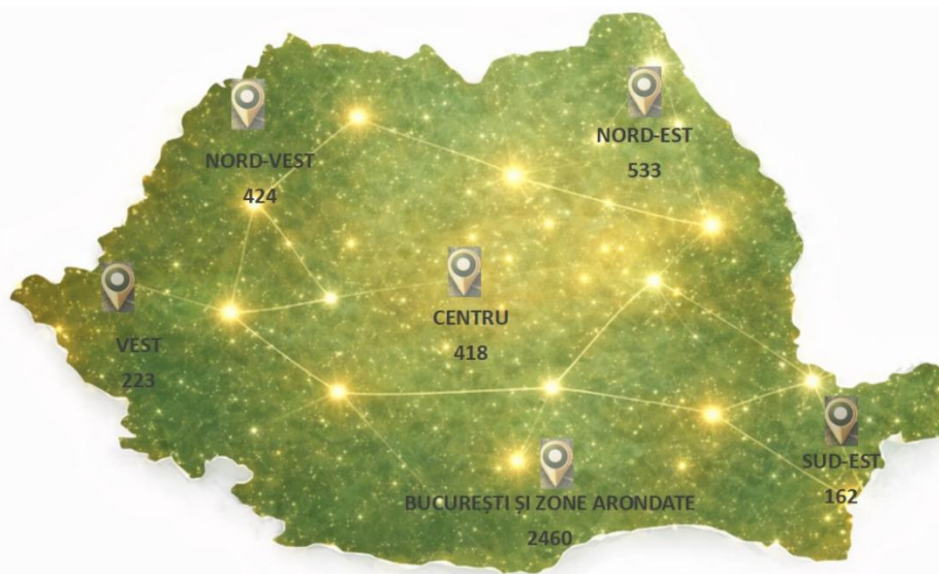 NORD-EST
533
NORD-VEST
424
CENTRU
418
VEST
223
SUD-EST
162
BUCUREȘTI ȘI ZONE ARONDATE
2460